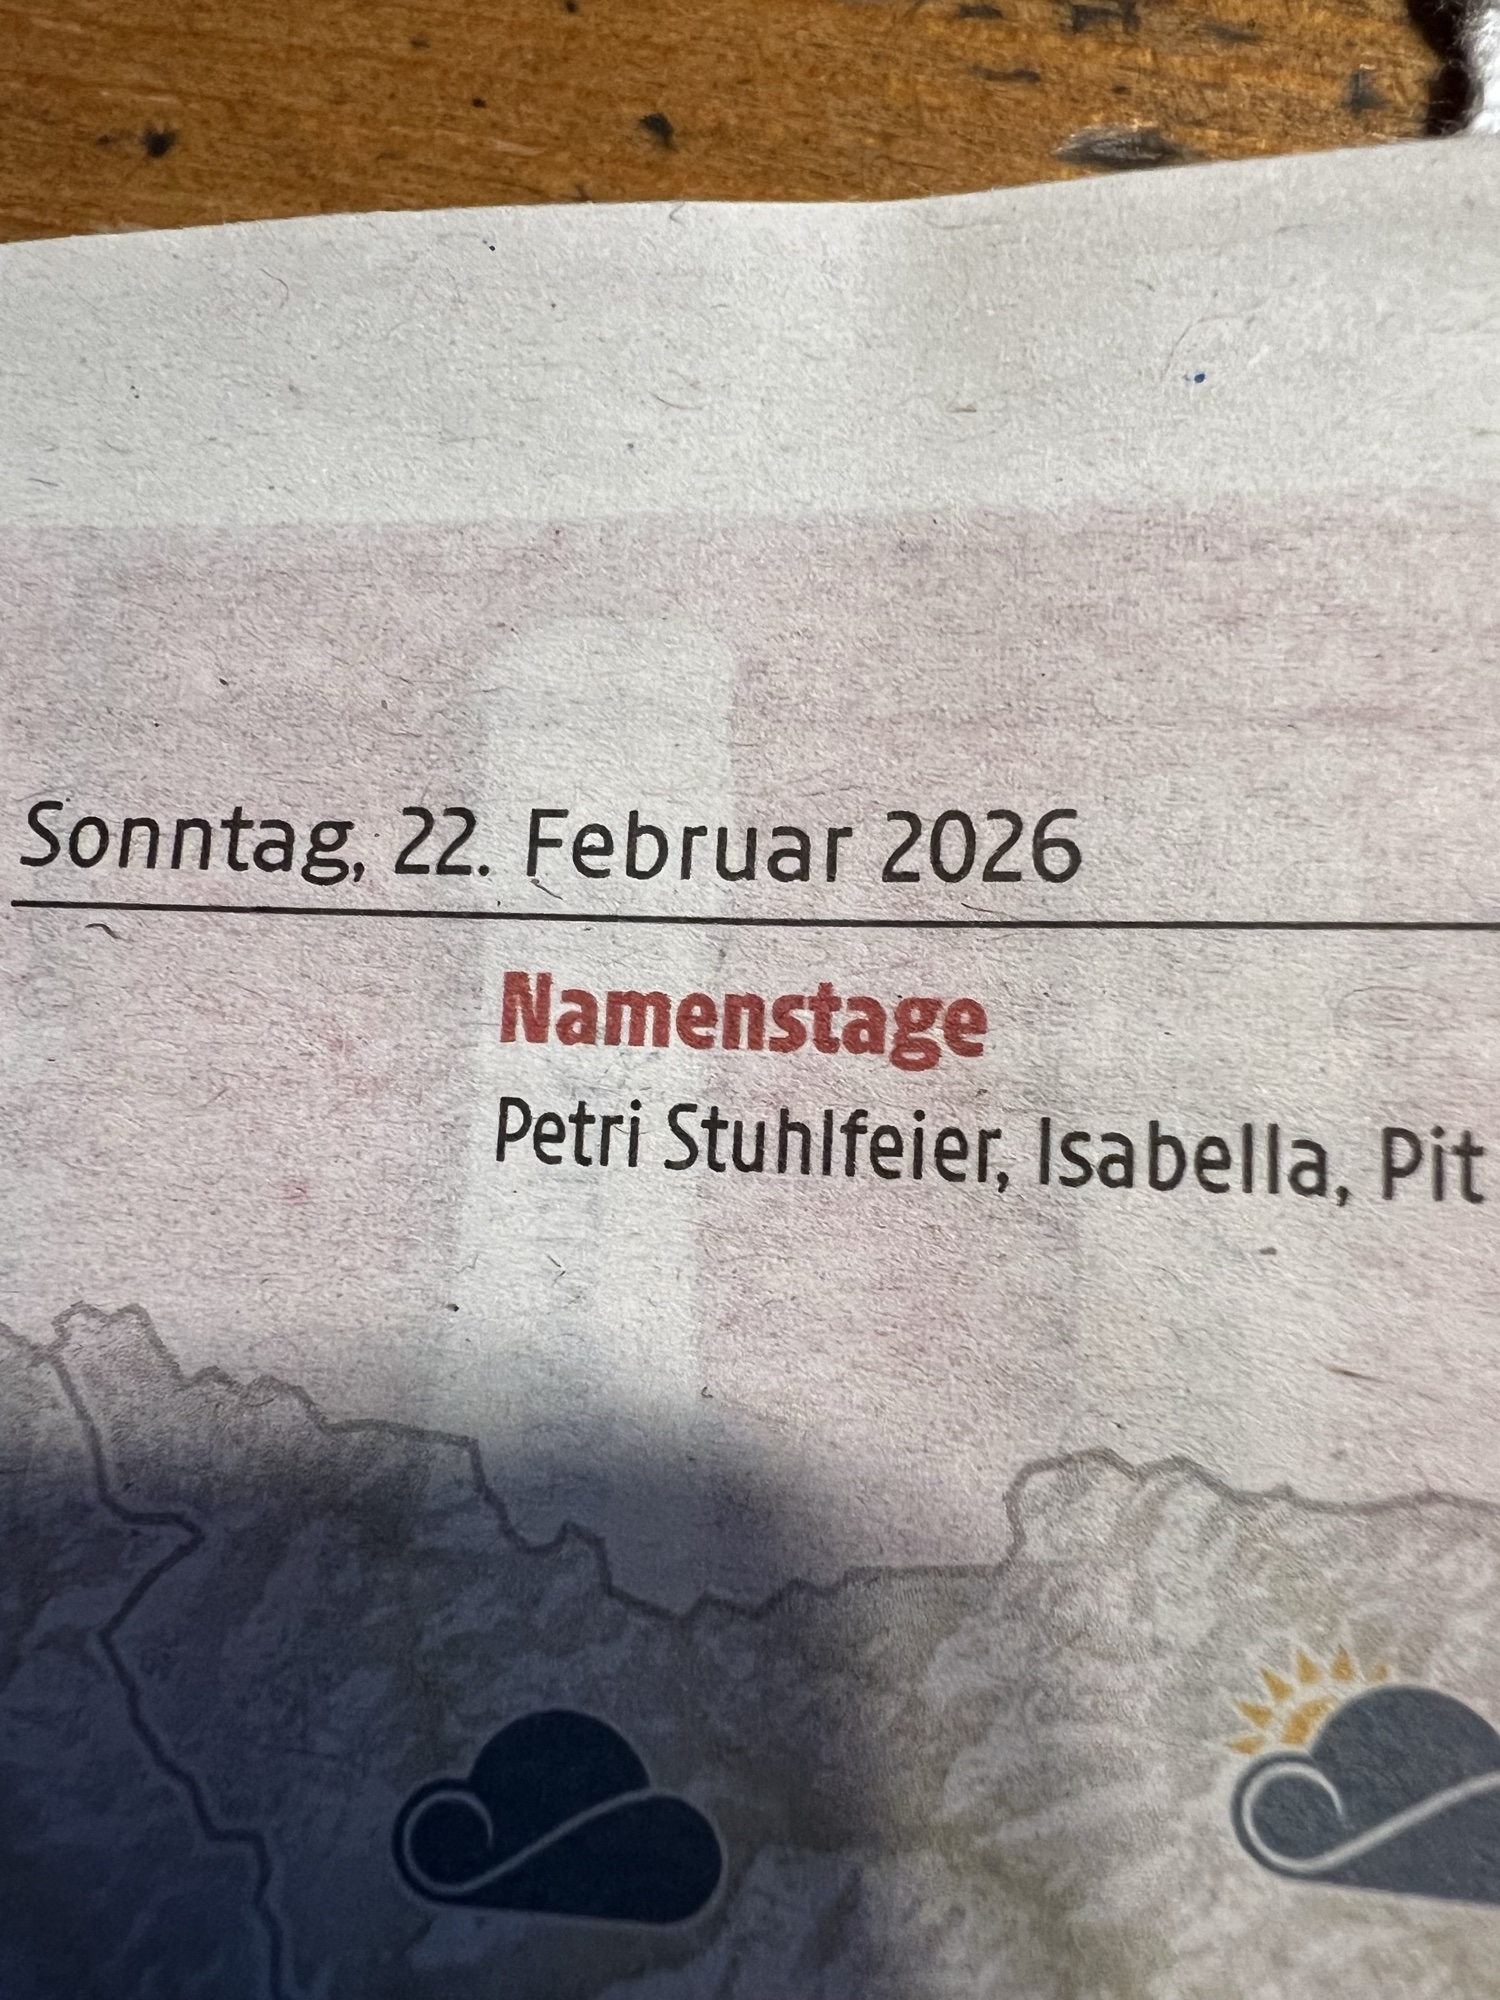 Sonntag, 22. Februar 2026
Namenstage
Petri Stuhlfeier, Isabella, Pit